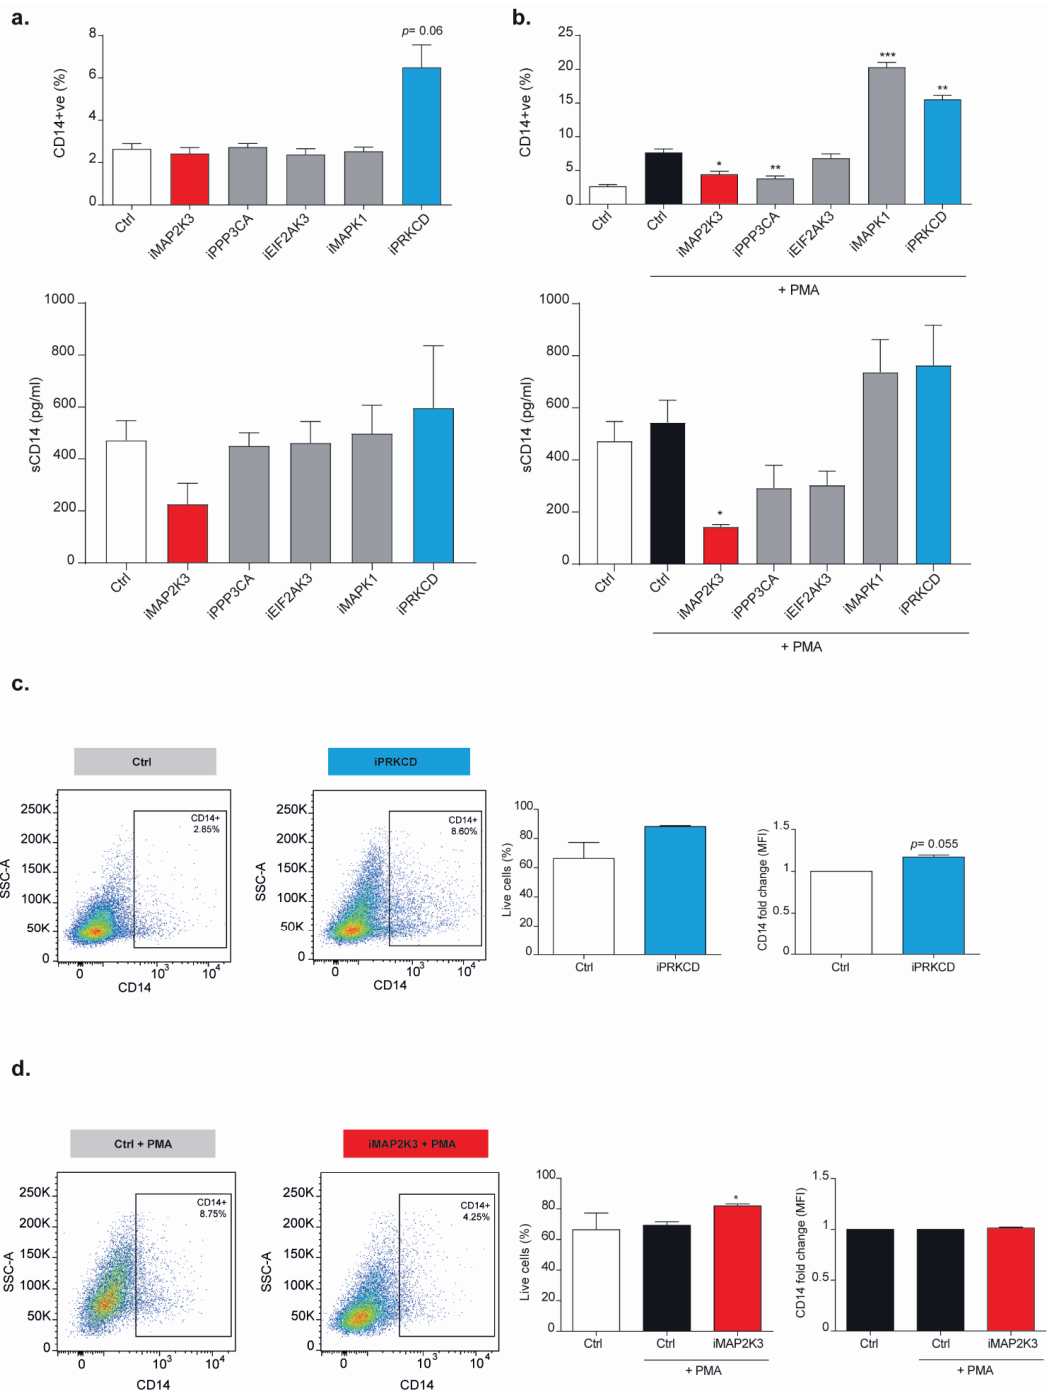 a.
CD14+ve (%)
8
6
4
2
0
p= 0.06
Ctrl
iMAP2K3
iPPP3CA
iEIF2AK3
iMAPK1
iPRKCD
b.
CD14+ve (%)
25
20
15
10
5
0
*
**
***
**
Ctrl
Ctrl
iMAP2K3
iPPP3CA
iEIF2AK3
iMAPK1
iPRKCD
+ PMA
sCD14 (pg/ml)
1000
800
600
400
200
0
Ctrl
iMAP2K3
iPPP3CA
iEIF2AK3
iMAPK1
iPRKCD
sCD14 (pg/ml)
1000
800
600
400
200
0
*
Ctrl
Ctrl
iMAP2K3
iPPP3CA
iEIF2AK3
iMAPK1
iPRKCD
+ PMA
c.
Ctrl
SSC-A
250K
200K
150K
100K
50K
0
CD14+
2.85%
0
10³
10⁴
CD14
iPRKCD
SSC-A
250K
200K
150K
100K
50K
0
CD14+
8.60%
0
10³
10⁴
CD14
Live cells (%)
100
80
60
40
20
0
Ctrl
iPRKCD
CD14 fold change (MFI)
1.5
1
0.5
0
p= 0.055
Ctrl
iPRKCD
d.
Ctrl + PMA
SSC-A
250K
200K
150K
100K
50K
0
CD14+
8.75%
0
10³
10⁴
CD14
iMAP2K3 + PMA
SSC-A
250K
200K
150K
100K
50K
0
CD14+
4.25%
0
10³
10⁴
CD14
Live cells (%)
100
80
60
40
20
0
*
Ctrl
Ctrl
iMAP2K3
+ PMA
CD14 fold change (MFI)
1.5
1
0.5
0
Ctrl
Ctrl
iMAP2K3
+ PMA